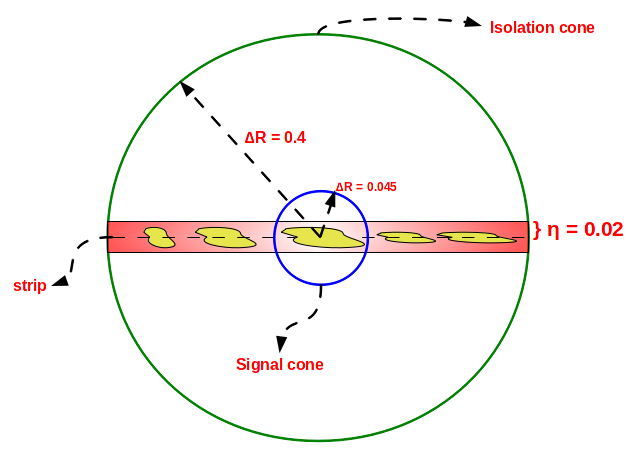 Isolation cone
ΔR = 0.4
ΔR = 0.045
} η = 0.02
strip
Signal cone